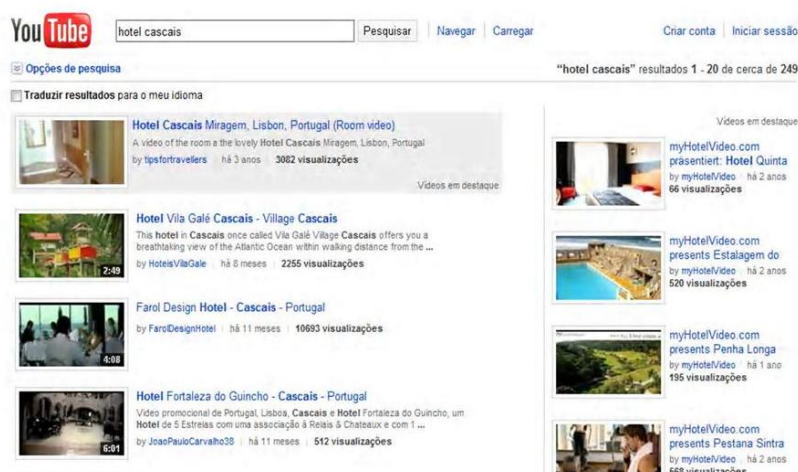 You Tube
hotel cascais
Pesquisar
Navegar
Carregar
Criar conta
Iniciar sessão
Opções de pesquisa
"hotel cascais" resultados 1 - 20 de cerca de 249
Traduzir resultados para o meu idioma
Hotel Cascais Miragem, Lisbon, Portugal (Room video)
A video of the room a the lovely Hotel Cascais Miragem, Lisbon, Portugal
by tipsfortravellers há 3 anos 3082 visualizações
Vídeos em destaque
2:49
Hotel Vila Galé Cascais - Village Cascais
This hotel in Cascais once called Vila Galé Village Cascais offers you a
breathtaking view of the Atlantic Ocean within walking distance from the ...
by HoteisVilaGale há 8 meses 2255 visualizações
4:08
Farol Design Hotel - Cascais - Portugal
by FarolDesignHotel há 11 meses 10693 visualizações
6:01
Hotel Fortaleza do Guincho - Cascais - Portugal
Video promocional de Portugal, Lisboa, Cascais e Hotel Fortaleza do Guincho, um
Hotel de 5 Estreias com uma associação à Relais & Chateaux e com 1 ...
by JoaoPauloCarvalho38 há 11 meses 512 visualizações
Vídeos em destaque
myHotelVideo.com
präsentiert: Hotel Quinta
by myHotelVideo há 2 anos
66 visualizações
myHotelVideo.com
presents Estalagem do
by myHotelVideo há 2 anos
520 visualizações
myHotelVideo.com
presents Penha Longa
by myHotelVideo há 1 ano
195 visualizações
myHotelVideo.com
presents Pestana Sintra
by myHotelVideo há 2 anos
568 visualizações